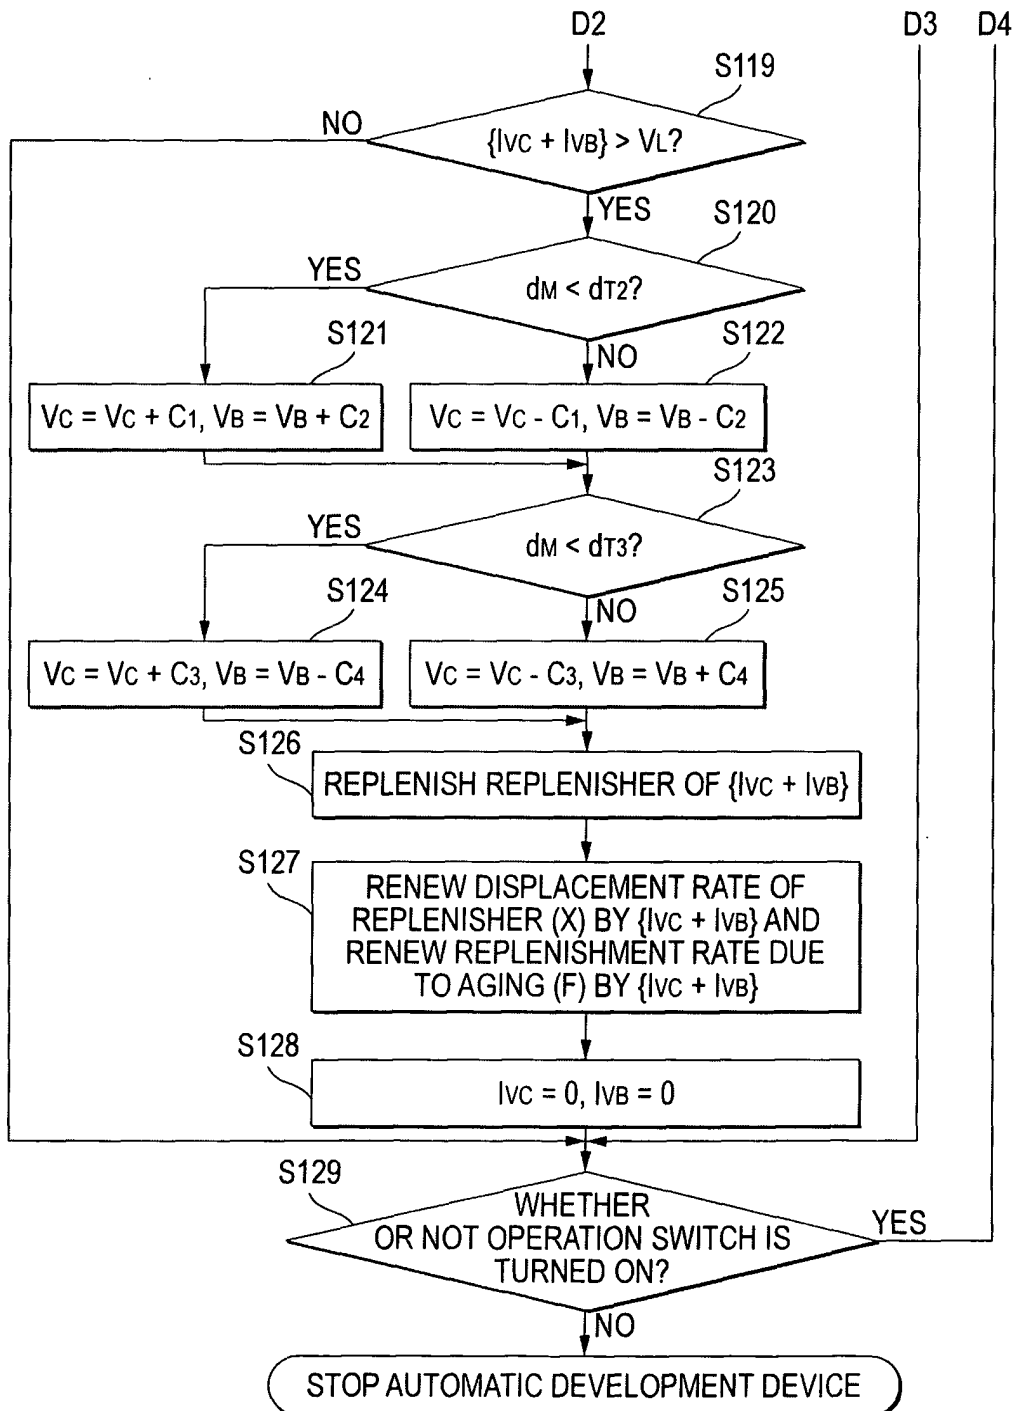 D2
D3
D4
S119
NO
{IVC + IVB} > VL?
YES
S120
YES
dM < dT2?
S121
S122
NO
VC = VC + C1, VB = VB + C2
VC = VC - C1, VB = VB - C2
S123
YES
dM < dT3?
S124
S125
NO
VC = VC + C3, VB = VB - C4
VC = VC - C3, VB = VB + C4
S126
REPLENISH REPLENISHER OF {IVC + IVB}
S127
RENEW DISPLACEMENT RATE OF
REPLENISHER (X) BY {IVC + IVB} AND
RENEW REPLENISHMENT RATE DUE
TO AGING (F) BY {IVC + IVB}
S128
IVC = 0, IVB = 0
S129
WHETHER
OR NOT OPERATION SWITCH IS
TURNED ON?
YES
NO
STOP AUTOMATIC DEVELOPMENT DEVICE